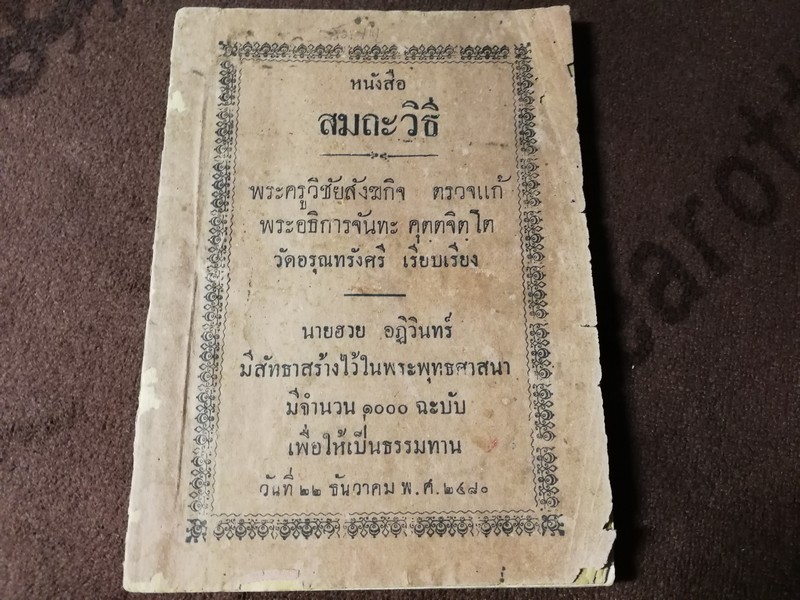 หนังสือ
สมถะวิธี
พระครูวิชัยสังฆกิจ ตรวจแก้
พระอธิการจันทะ คุตตจิตโต
วัดอรุณทรังศรี เรียบเรียง
นายฮวย อฏิวินทร์
มีสัทธาสร้างไว้ในพระพุทธศาสนา
มีจำนวน ๑๐๐๐ ฉะบับ
เพื่อให้เป็นธรรมทาน
วันที่ ๒๒ ธันวาคม พ.ศ. ๒๔๘๐